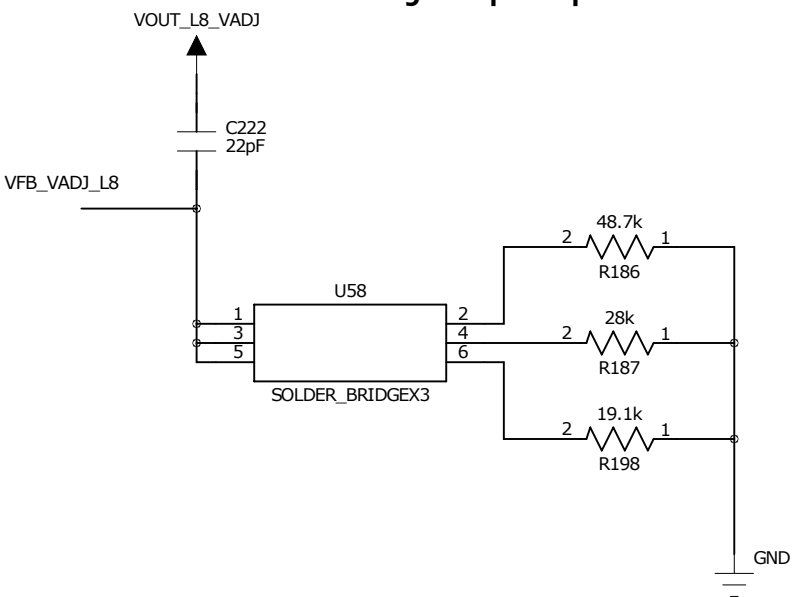 VOUT_L8_VADJ
C222
22pF
VFB_VADJ_L8
48.7k
2 1
R186
U58
1 2
3 4
5 6
SOLDER_BRIDGEX3
28k
2 1
R187
19.1k
2 1
R198
GND